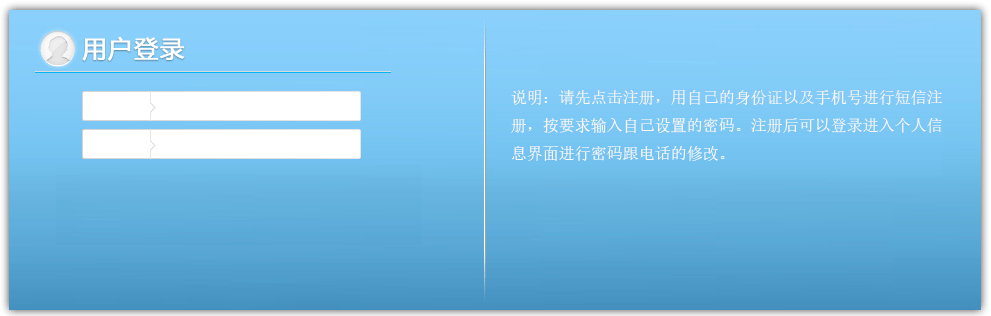 用户登录
说明：请先点击注册，用自己的身份证以及手机号进行短信注
册，按要求输入自己设置的密码。注册后可以登录进入个人信
息界面进行密码跟电话的修改。